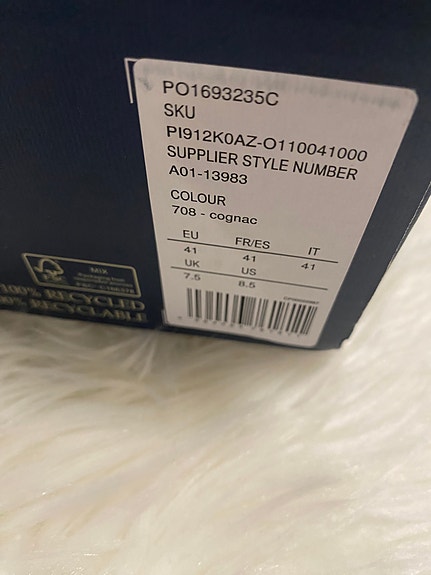 PO1693235C
SKU
PI912K0AZ-O110041000
SUPPLIER STYLE NUMBER
A01-13983
COLOUR
708 - cognac
EU FR/ES IT
41 41 41
UK US
7.5 8.5
MIX
100% RECYCLED
100% RECYCLABLE